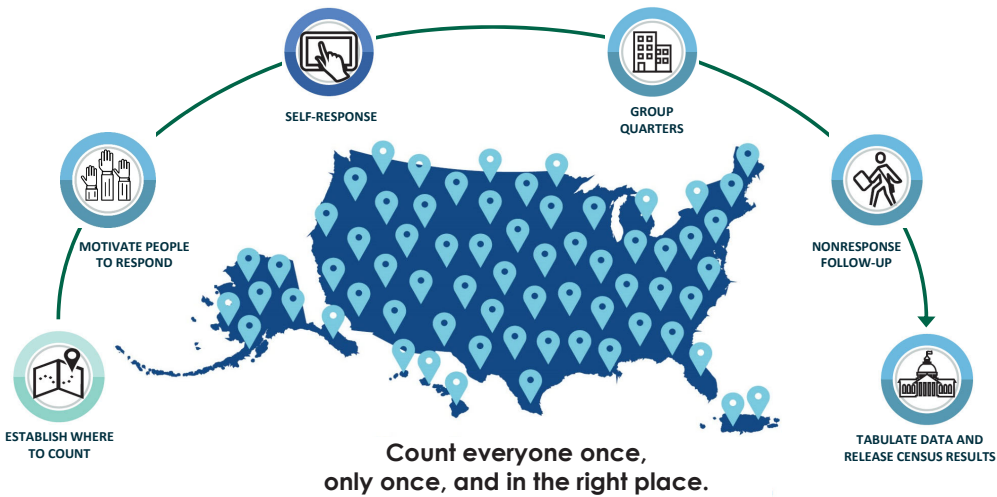 SELF-RESPONSE
GROUP
QUARTERS
MOTIVATE PEOPLE
TO RESPOND
NONRESPONSE
FOLLOW-UP
ESTABLISH WHERE
TO COUNT
TABULATE DATA AND
RELEASE CENSUS RESULTS
Count everyone once,
only once, and in the right place.